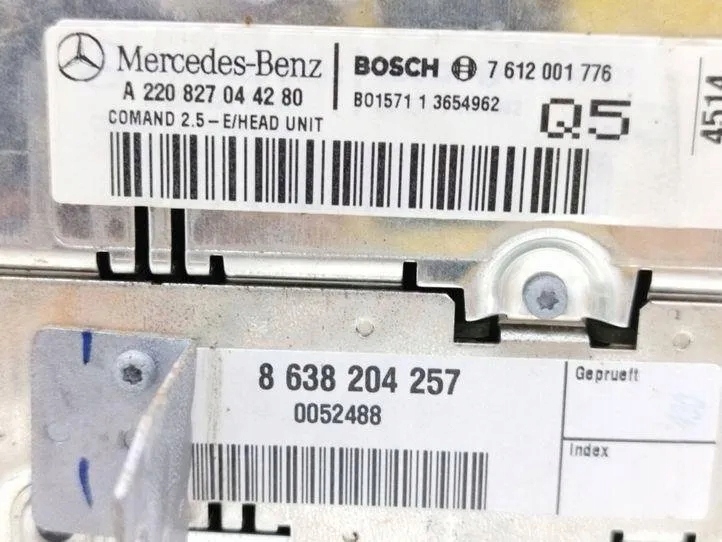 Mercedes-Benz
A 220 827 04 42 80
COMAND 2.5-E/HEAD UNIT
BOSCH 7 612 001 776
B01571 1 3654962
Q5
4514
8 638 204 257
0052488
Geprueft
Index